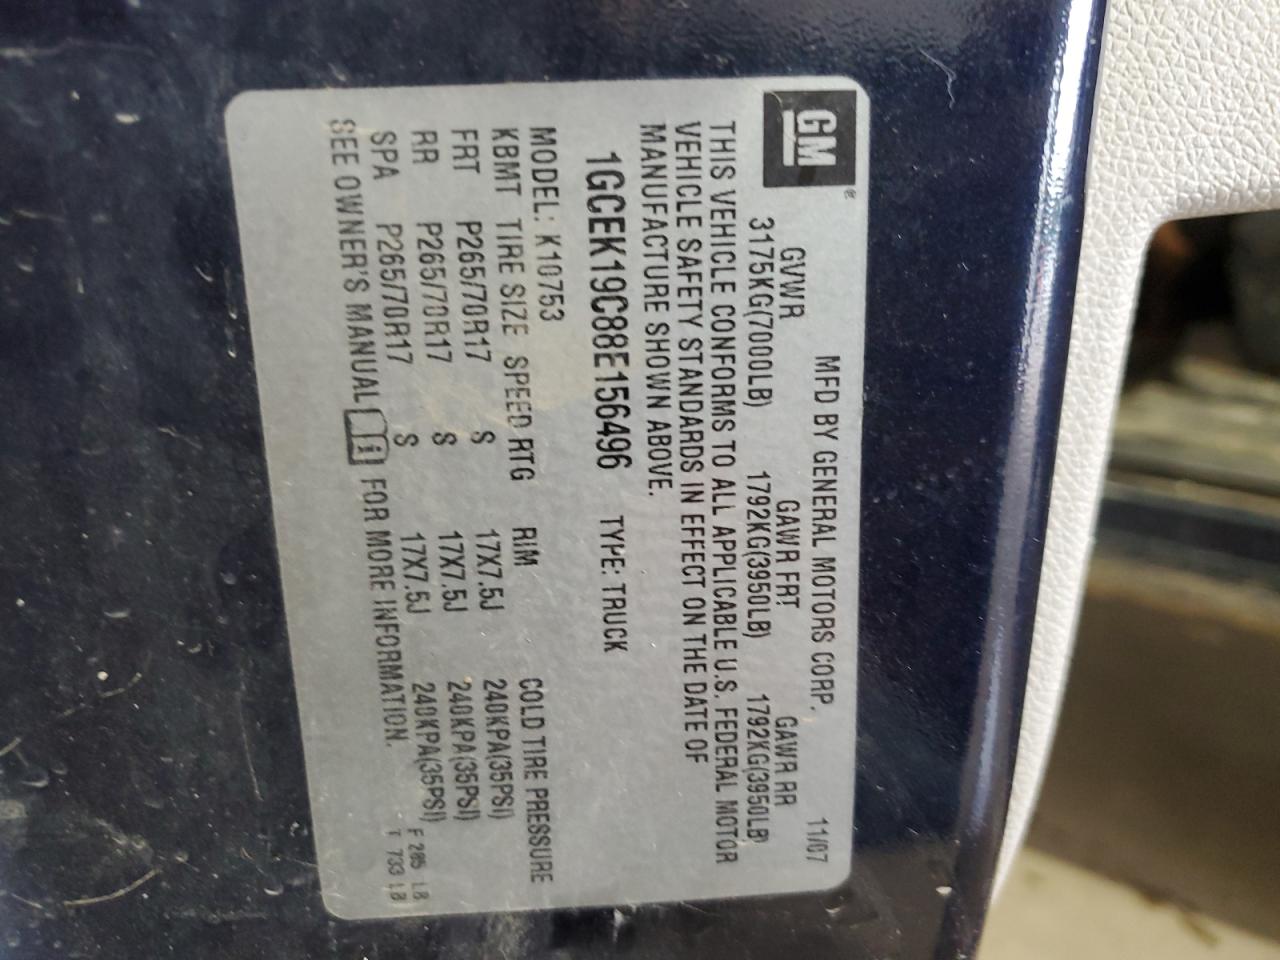 GM®
MFD BY GENERAL MOTORS CORP. 11/07
GVWR GAWR FRT GAWR RR
3175KG(7000LB) 1792KG(3950LB) 1792KG(3950LB)
THIS VEHICLE CONFORMS TO ALL APPLICABLE U.S. FEDERAL MOTOR
VEHICLE SAFETY STANDARDS IN EFFECT ON THE DATE OF
MANUFACTURE SHOWN ABOVE.
1GCEK19C88E156496 TYPE: TRUCK
MODEL: K10753
KBMT TIRE SIZE SPEED RTG RIM COLD TIRE PRESSURE
FRT P265/70R17 S 17X7.5J 240KPA(35PSI)
RR P265/70R17 S 17X7.5J 240KPA(35PSI)
SPA P265/70R17 S 17X7.5J 240KPA(35PSI)
SEE OWNER'S MANUAL i FOR MORE INFORMATION.
F 285 LB
T 733 LB